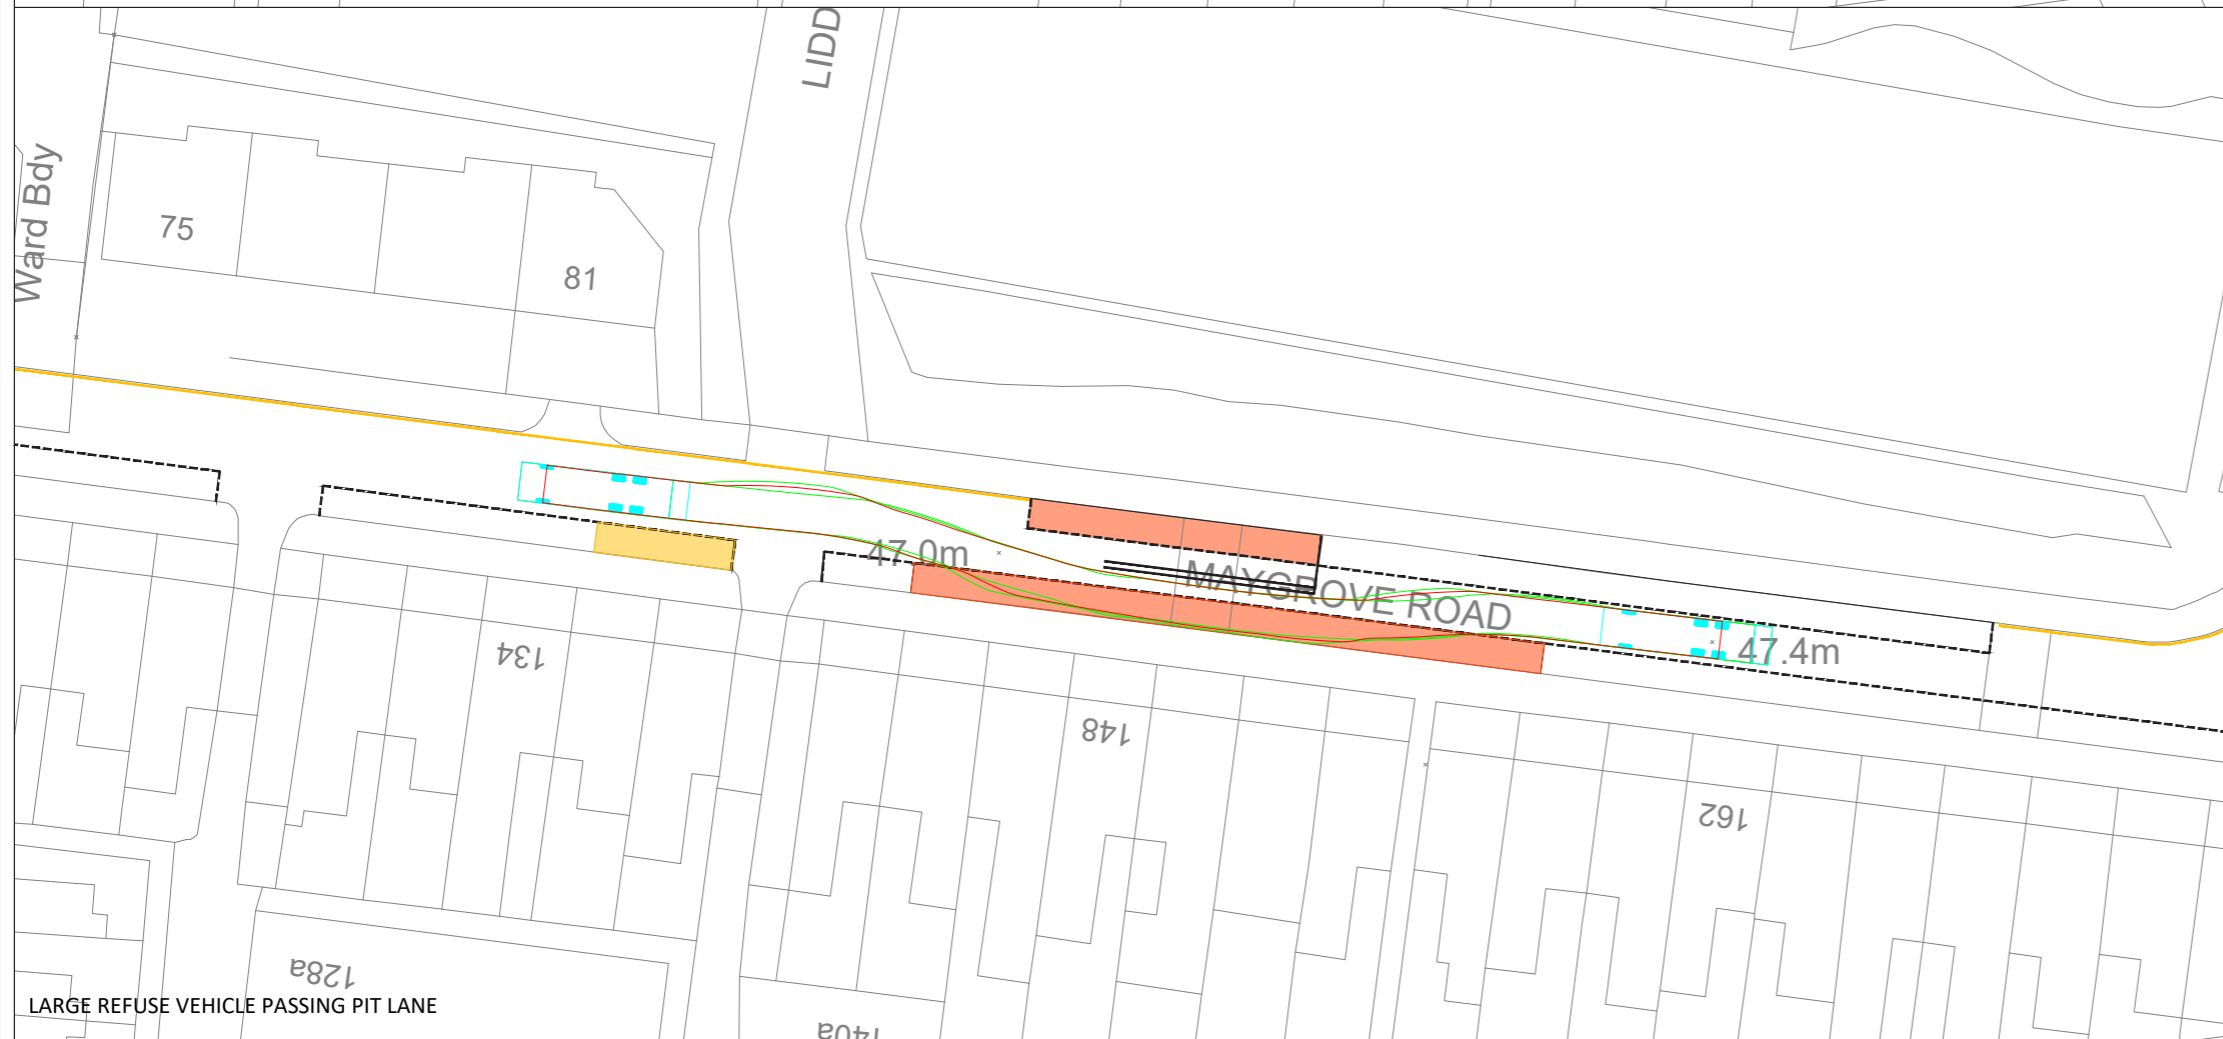 LIDD
Ward Bdy
75
81
47.0m
MAYGROVE ROAD
47.4m
134
148
162
128a
LARGE REFUSE VEHICLE PASSING PIT LANE
140a